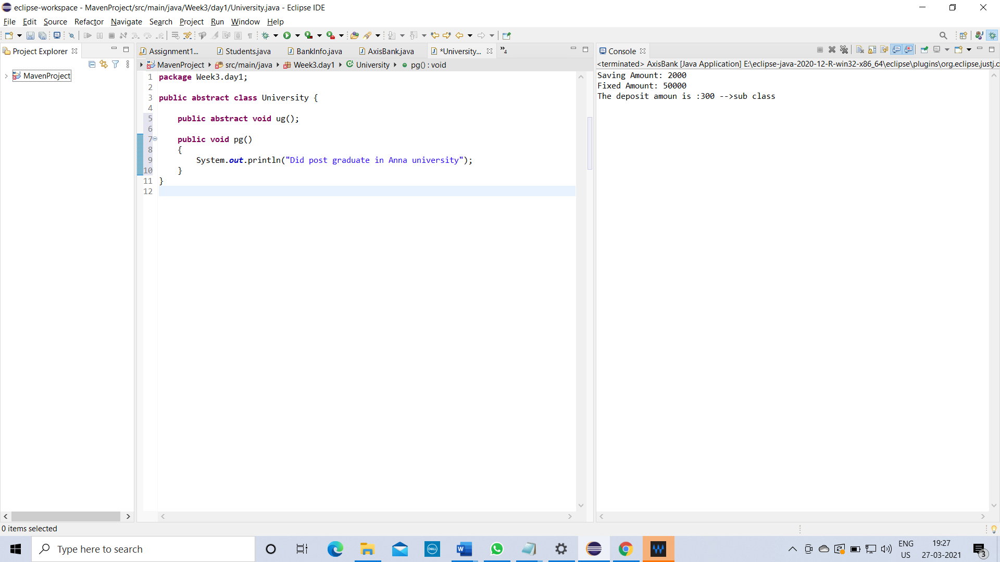 eclipse-workspace - MavenProject/src/main/java/Week3/day1/University.java - Eclipse IDE
File Edit Source Refactor Navigate Search Project Run Window Help
Project Explorer
MavenProject
Assignment1... Students.java BankInfo.java AxisBank.java *University... »4
MavenProject src/main/java Week3.day1 University pg() : void
1 package Week3.day1;
2
3 public abstract class University {
4
5 public abstract void ug();
6
7 public void pg()
8 {
9 System.out.println("Did post graduate in Anna university");
10 }
11 }
12
Console
<terminated> AxisBank [Java Application] E:\eclipse-java-2020-12-R-win32-x86_64\eclipse\plugins\org.eclipse.justj.o
Saving Amount: 2000
Fixed Amount: 50000
The deposit amoun is :300 -->sub class
0 items selected
Type here to search
DELL
W
ENG
US
19:27
27-03-2021
3